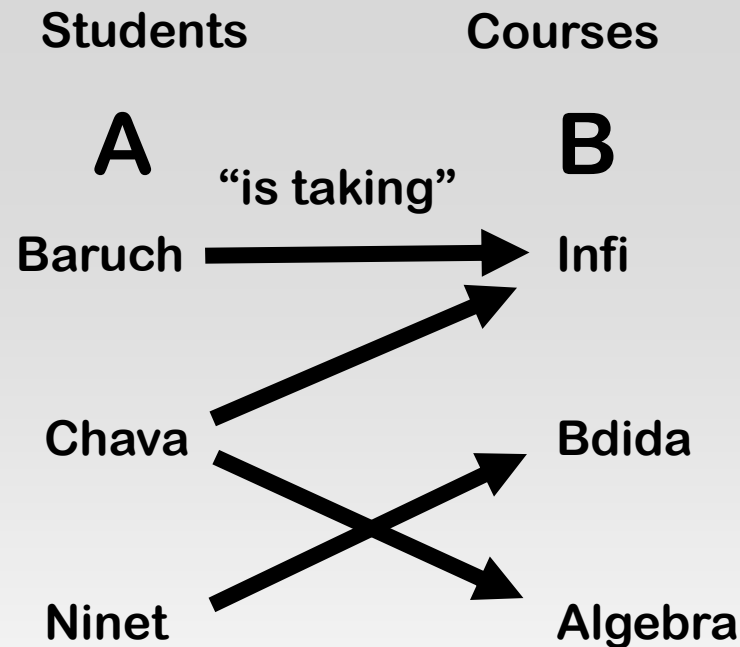 Students Courses
A B
“is taking”
Baruch Infi
Chava Bdida
Ninet Algebra